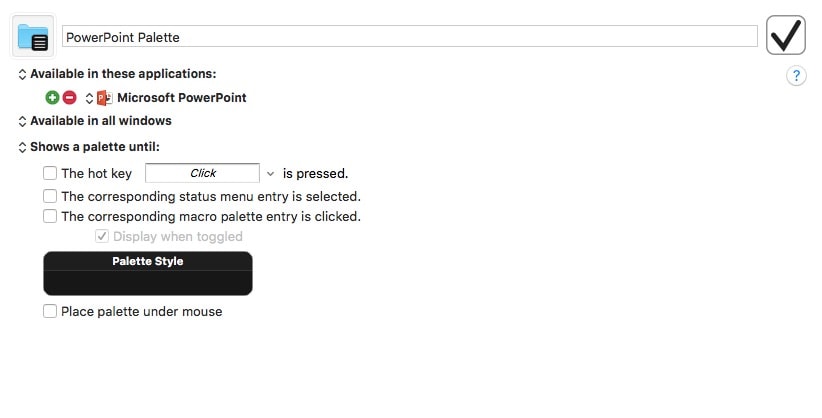 PowerPoint Palette
Available in these applications:
Microsoft PowerPoint
Available in all windows
Shows a palette until:
The hot key Click is pressed.
The corresponding status menu entry is selected.
The corresponding macro palette entry is clicked.
Display when toggled
Palette Style
Place palette under mouse
?